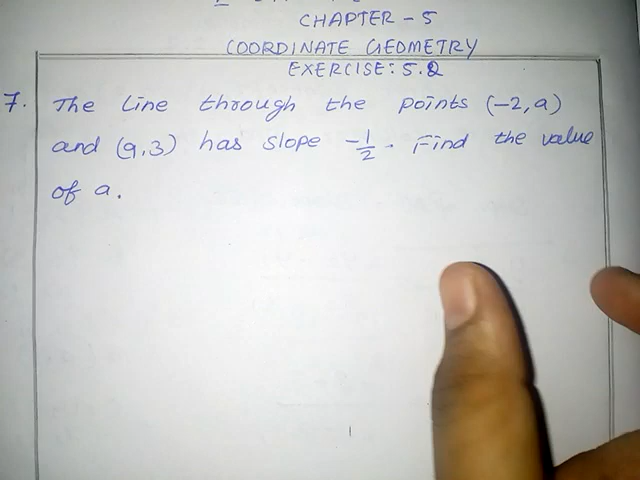 CHAPTER - 5
COORDINATE GEOMETRY
EXERCISE: 5.2
7. The line through the points (-2, a)
and (9,3) has slope -1/2. Find the value
of a.